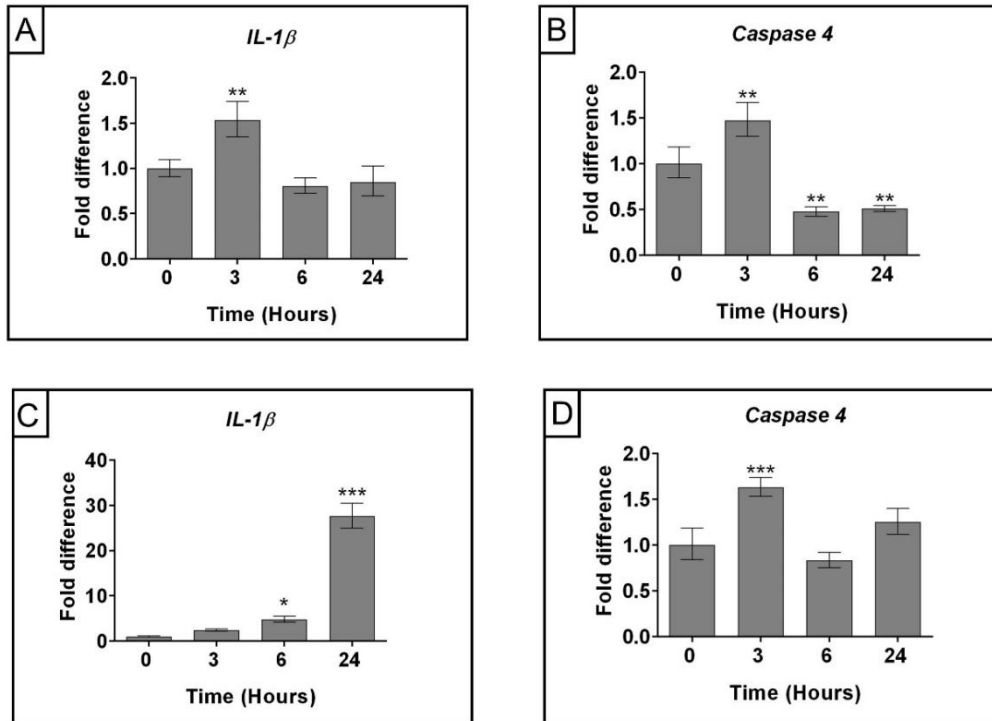 A
IL-1β
Fold difference
2.0
1.5
1.0
0.5
0.0
**
0 3 6 24
Time (Hours)
B
Caspase 4
Fold difference
2.0
1.5
1.0
0.5
0.0
**
** **
0 3 6 24
Time (Hours)
C
IL-1β
Fold difference
40
30
20
10
0
***
*
0 3 6 24
Time (Hours)
D
Caspase 4
Fold difference
2.0
1.5
1.0
0.5
0.0
***
0 3 6 24
Time (Hours)